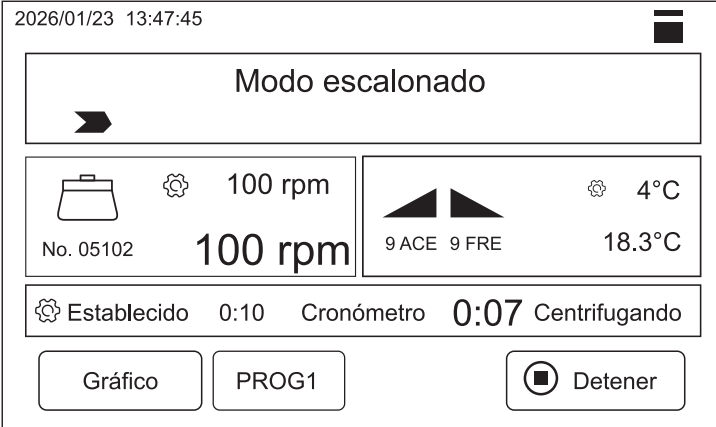 2026/01/23 13:47:45
Modo escalonado
100 rpm
No. 05102 100 rpm
4°C
9 ACE 9 FRE 18.3°C
Establecido 0:10 Cronómetro 0:07 Centrifugando
Gráfico PROG1 Detener